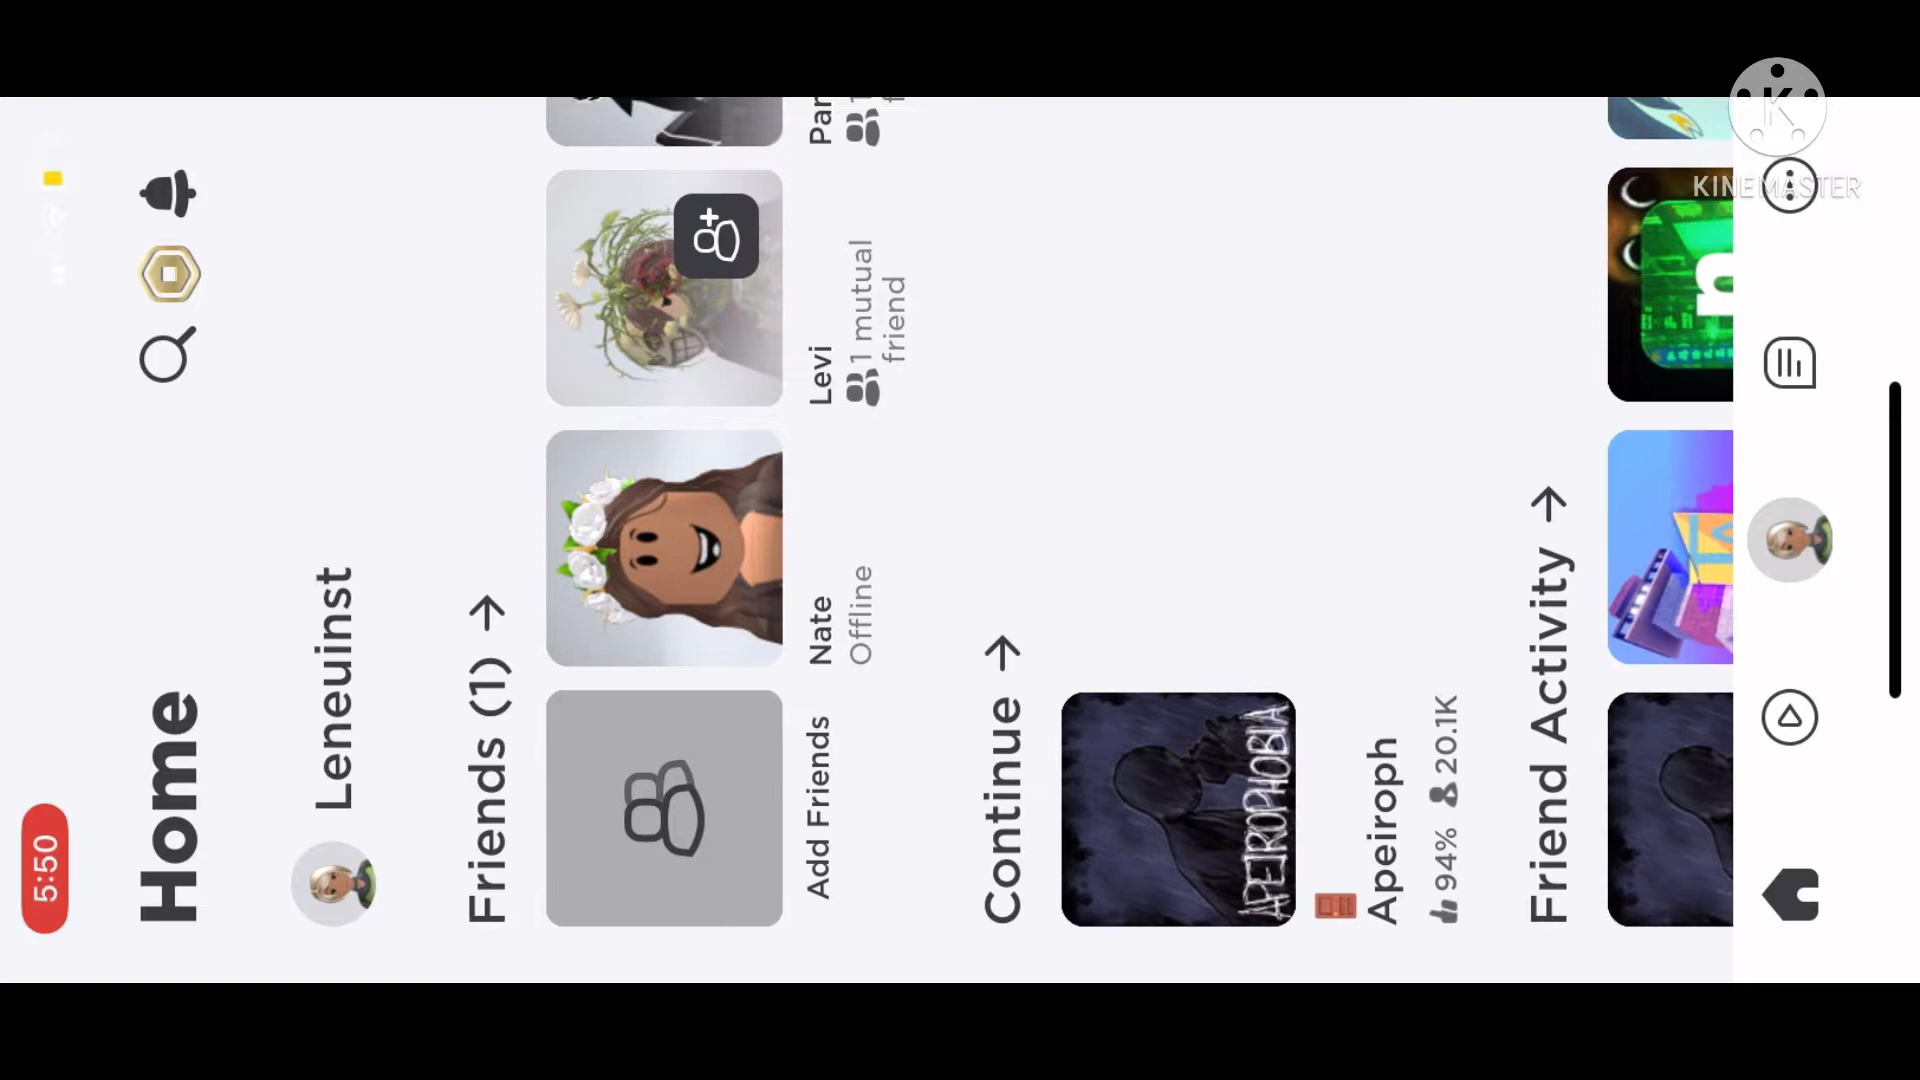 5:50
Home
Leneuinst
Friends (1)
Add Friends
Nate
Offline
Levi
1 mutual
friend
Par
Continue
APEIROPHOBIA
Apeiroph
94% 20.1K
Friend Activity
n
KINEMASTER
K